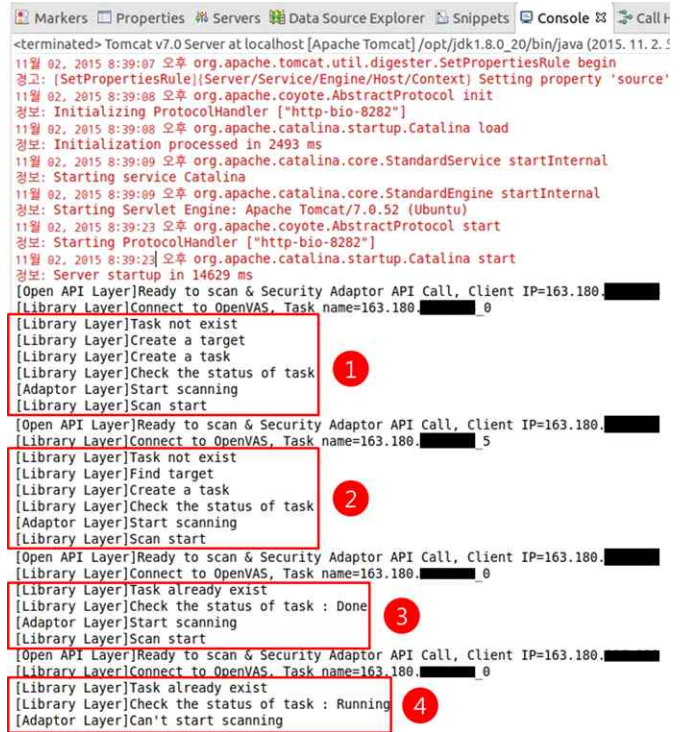 Markers Properties Servers Data Source Explorer Snippets Console Call H
<terminated> Tomcat v7.0 Server at localhost [Apache Tomcat] /opt/jdk1.8.0_20/bin/java (2015. 11. 2.
11월 02, 2015 8:39:07 오후 org.apache.tomcat.util.digester.SetPropertiesRule begin
경고: [SetPropertiesRule]{Server/Service/Engine/Host/Context} Setting property 'source'
11월 02, 2015 8:39:08 오후 org.apache.coyote.AbstractProtocol init
정보: Initializing ProtocolHandler ["http-bio-8282"]
11월 02, 2015 8:39:08 오후 org.apache.catalina.startup.Catalina load
정보: Initialization processed in 2493 ms
11월 02, 2015 8:39:09 오후 org.apache.catalina.core.StandardService startInternal
정보: Starting service Catalina
11월 02, 2015 8:39:09 오후 org.apache.catalina.core.StandardEngine startInternal
정보: Starting Servlet Engine: Apache Tomcat/7.0.52 (Ubuntu)
11월 02, 2015 8:39:23 오후 org.apache.coyote.AbstractProtocol start
정보: Starting ProtocolHandler ["http-bio-8282"]
11월 02, 2015 8:39:23 오후 org.apache.catalina.startup.Catalina start
정보: Server startup in 14629 ms
[Open API Layer]Ready to scan & Security Adaptor API Call, Client IP=163.180.
[Library Layer]Connect to OpenVAS, Task name=163.180. _0
[Library Layer]Task not exist
[Library Layer]Create a target
[Library Layer]Create a task
[Library Layer]Check the status of task
[Adaptor Layer]Start scanning
[Library Layer]Scan start
1
[Open API Layer]Ready to scan & Security Adaptor API Call, Client IP=163.180.
[Library Layer]Connect to OpenVAS, Task name=163.180. _5
[Library Layer]Task not exist
[Library Layer]Find target
[Library Layer]Create a task
[Library Layer]Check the status of task
[Adaptor Layer]Start scanning
[Library Layer]Scan start
2
[Open API Layer]Ready to scan & Security Adaptor API Call, Client IP=163.180.
[Library Layer]Connect to OpenVAS, Task name=163.180. _0
[Library Layer]Task already exist
[Library Layer]Check the status of task : Done
[Adaptor Layer]Start scanning
[Library Layer]Scan start
3
[Open API Layer]Ready to scan & Security Adaptor API Call, Client IP=163.180.
[Library Layer]Connect to OpenVAS, Task name=163.180. _0
[Library Layer]Task already exist
[Library Layer]Check the status of task : Running
[Adaptor Layer]Can't start scanning
4